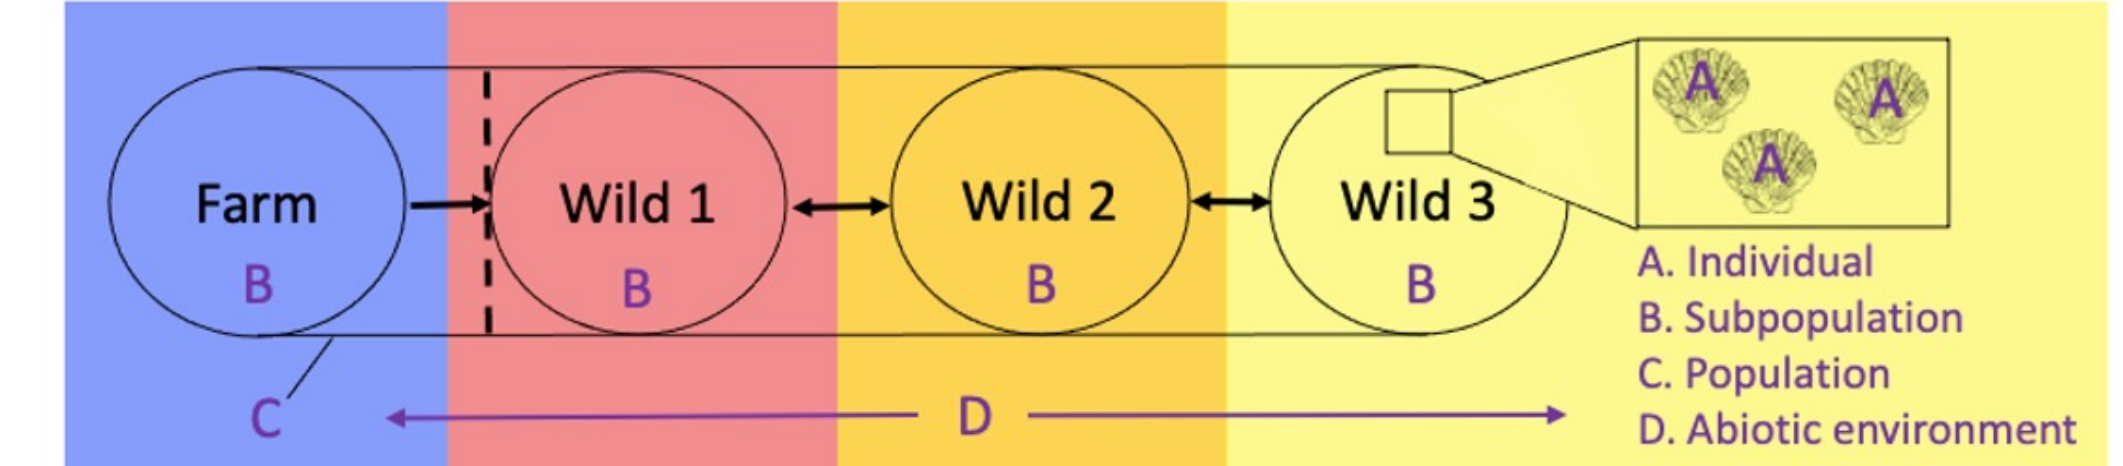 Farm
Wild 1
Wild 2
Wild 3
B
B
B
B
C
D
A
A
A
A. Individual
B. Subpopulation
C. Population
D. Abiotic environment